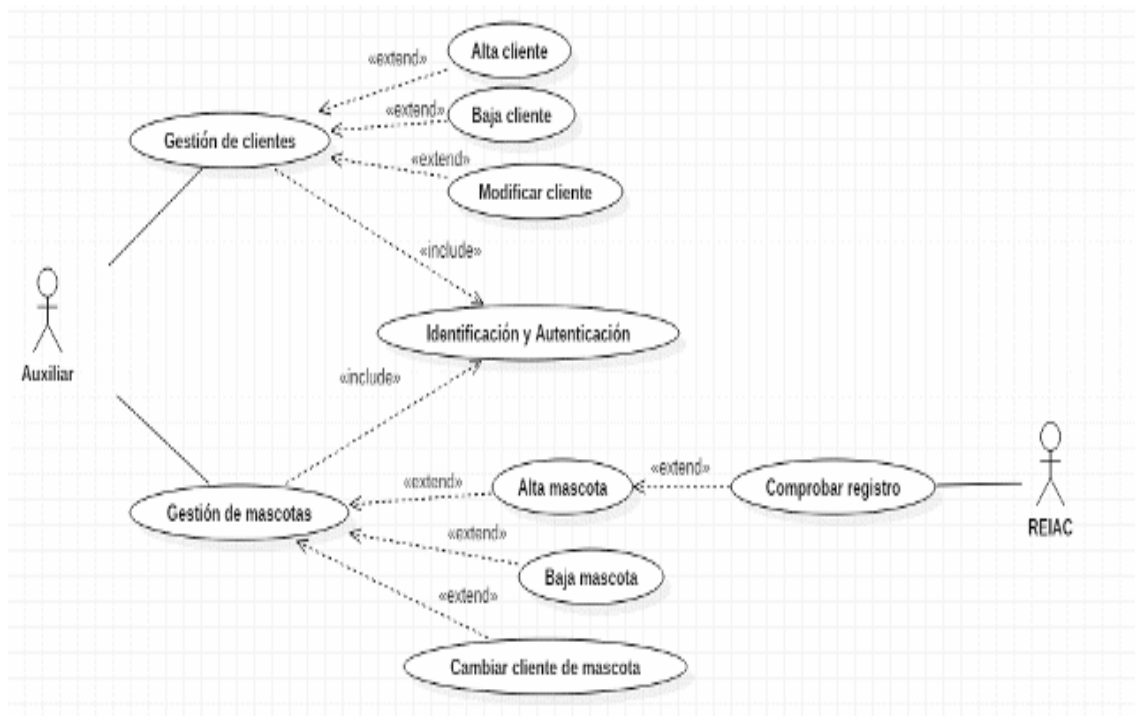 Alta cliente
«extend»
Baja cliente
«extend»
Gestión de clientes
«extend»
Modificar cliente
«include»
Identificación y Autenticación
Auxiliar
«include»
«extend»
Alta mascota
«extend»
Comprobar registro
Gestión de mascotas
REIAC
«extend»
Baja mascota
«extend»
Cambiar cliente de mascota